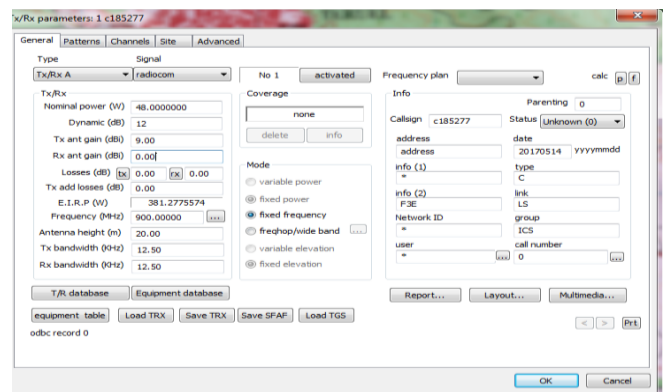 x/Rx parameters: 1 c185277
General Patterns Channels Site Advanced
Type Signal
Tx/Rx A radiocom No 1 activated Frequency plan calc p f
Tx/Rx Coverage Info
Nominal power (W) 48.0000000 none Parenting 0
Dynamic (dB) 12 Callsign c185277 Status Unknown (0)
Tx ant gain (dBi) 9.00 delete info address date
Rx ant gain (dBi) 0.00 address 20170514 yyyymmdd
Losses (dB) tx 0.00 rx 0.00 Mode info (1) type
Tx add losses (dB) 0.00 variable power * C
E.I.R.P (W) 381.2775574 fixed power info (2) link
Frequency (MHz) 900.00000 ... fixed frequency F3E LS
Antenna height (m) 20.00 freqhop/wide band ... Network ID group
Tx bandwidth (KHz) 12.50 variable elevation * ICS
Rx bandwidth (KHz) 12.50 fixed elevation user call number
* ... 0 ...
T/R database Equipment database Report... Layout... Multimedia...
equipment table Load TRX Save TRX Save SPAF Load TGS
odbc record 0 < > Prt
OK Cancel